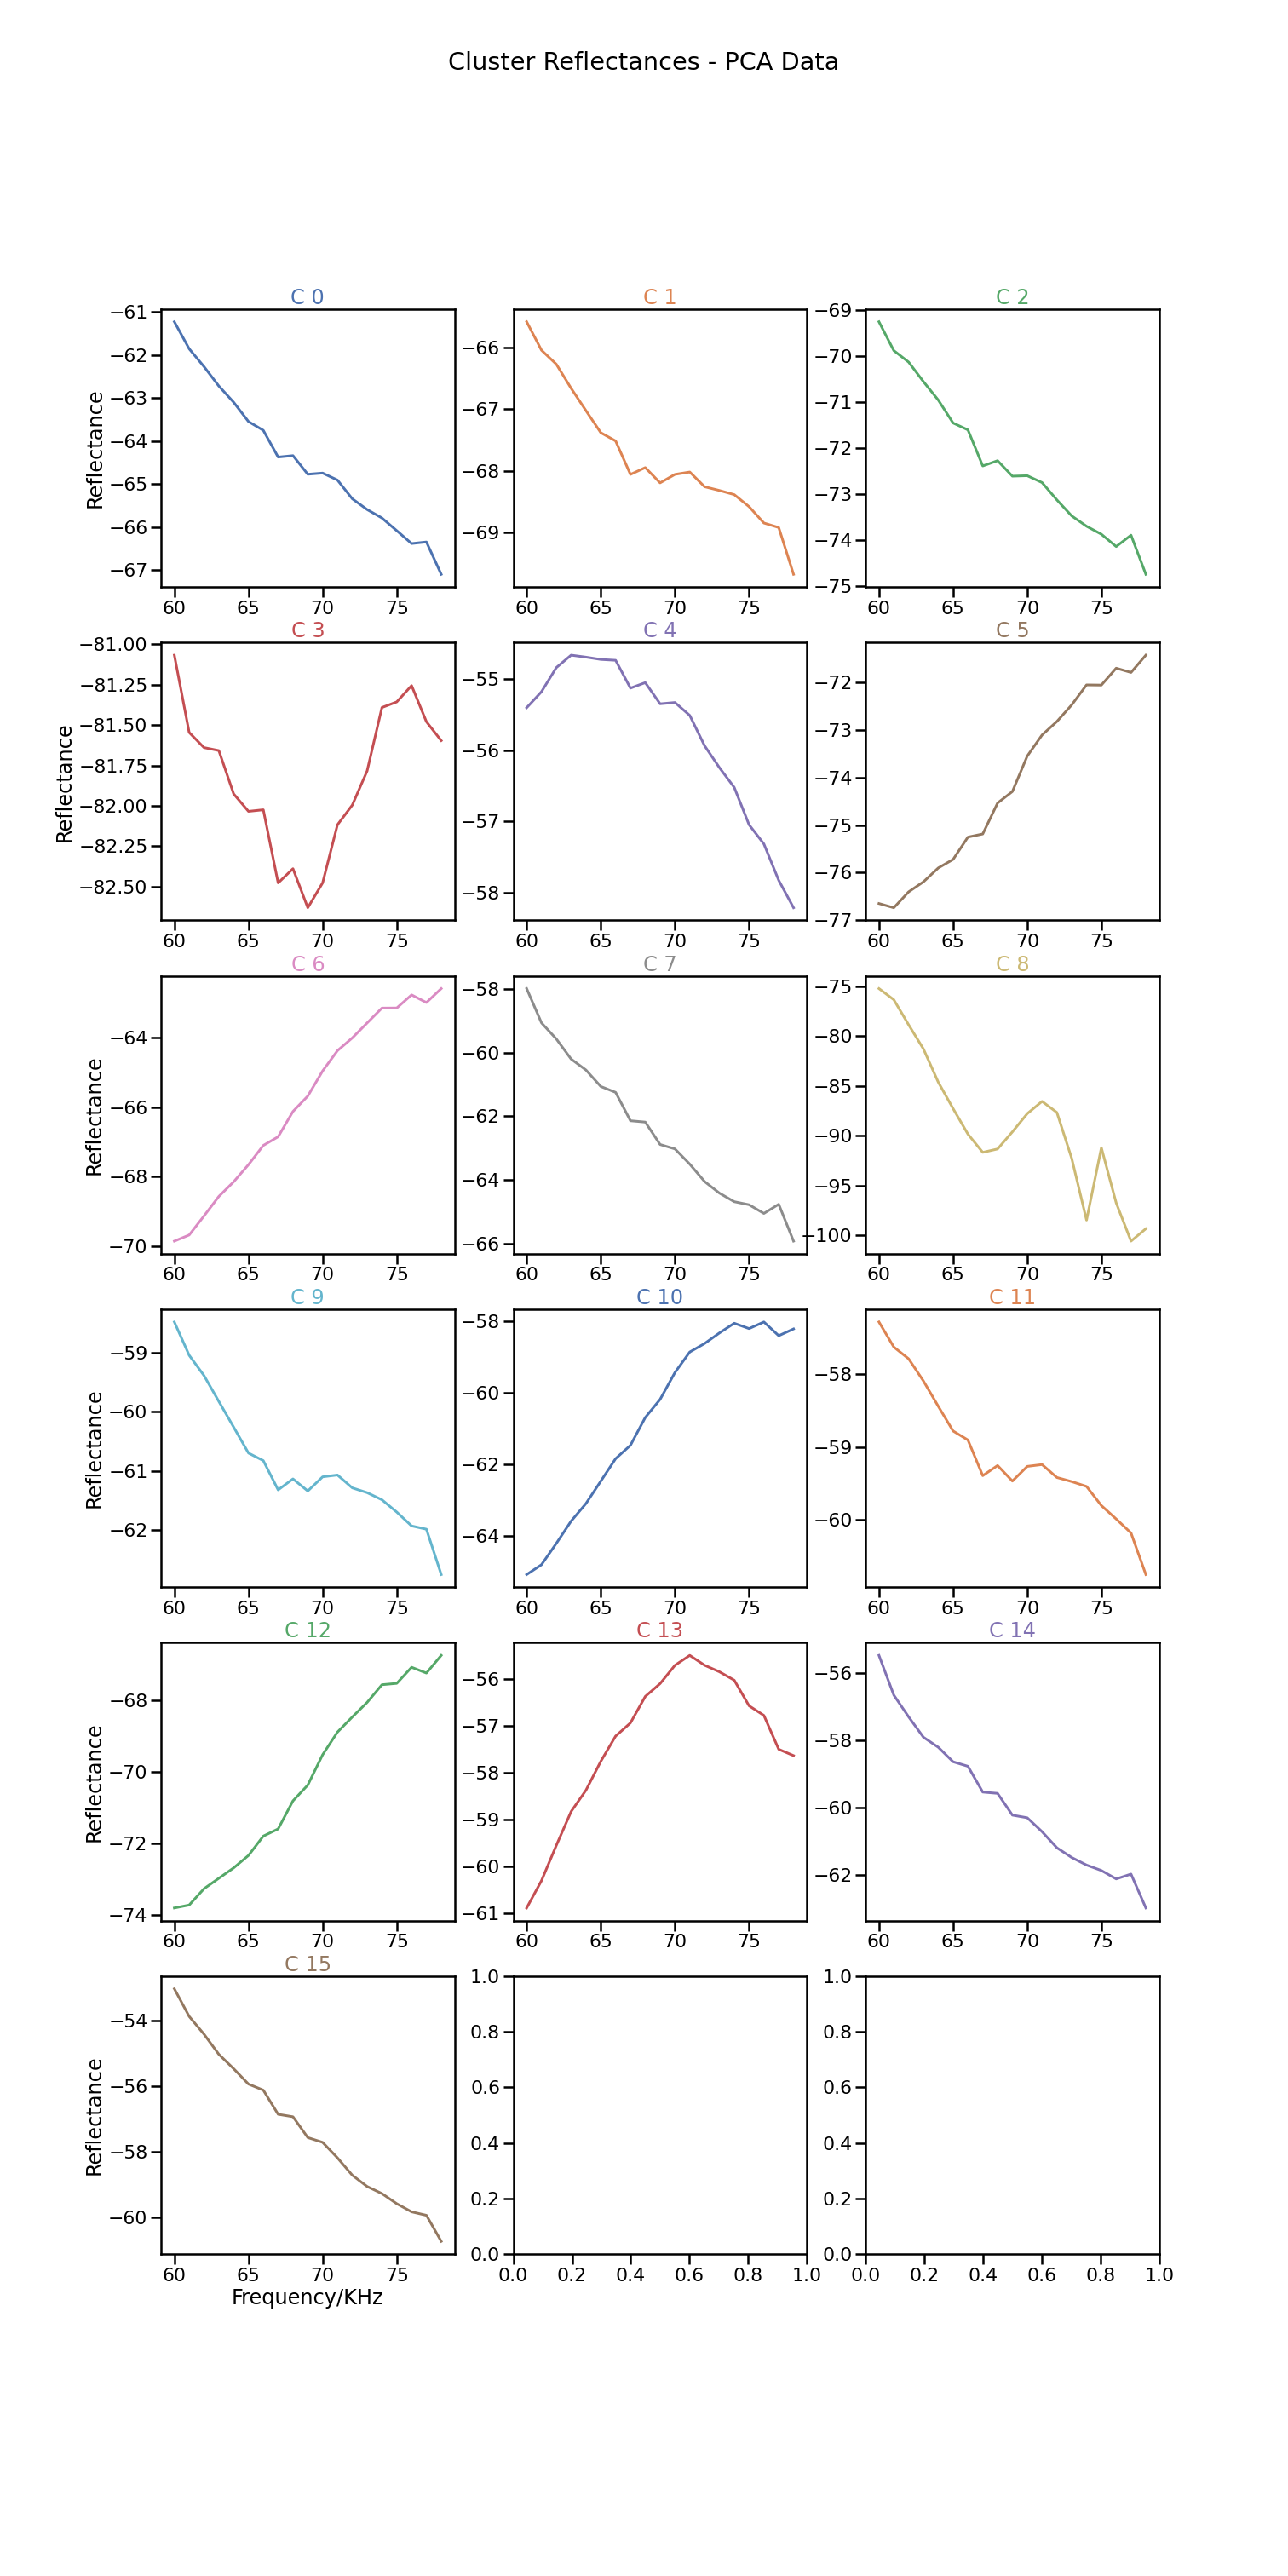 Cluster Reflectances - PCA Data
C 0 C 1 C 2
−61 −62 −63 −64 −65 −66 −67
Reflectance
60 65 70 75
−66 −67 −68 −69
60 65 70 75
−69 −70 −71 −72 −73 −74 −75
60 65 70 75
C 3 C 4 C 5
−81.00 −81.25 −81.50 −81.75 −82.00 −82.25 −82.50
Reflectance
60 65 70 75
−55 −56 −57 −58
60 65 70 75
−72 −73 −74 −75 −76 −77
60 65 70 75
C 6 C 7 C 8
−64 −66 −68 −70
Reflectance
60 65 70 75
−58 −60 −62 −64 −66
60 65 70 75
−75 −80 −85 −90 −95 −100
60 65 70 75
C 9 C 10 C 11
−59 −60 −61 −62
Reflectance
60 65 70 75
−58 −60 −62 −64
60 65 70 75
−58 −59 −60
60 65 70 75
C 12 C 13 C 14
−68 −70 −72 −74
Reflectance
60 65 70 75
−56 −57 −58 −59 −60 −61
60 65 70 75
−56 −58 −60 −62
60 65 70 75
C 15
−54 −56 −58 −60
Reflectance
60 65 70 75
Frequency/KHz
1.0 0.8 0.6 0.4 0.2 0.0
0.0 0.2 0.4 0.6 0.8 1.0
1.0 0.8 0.6 0.4 0.2 0.0
0.0 0.2 0.4 0.6 0.8 1.0